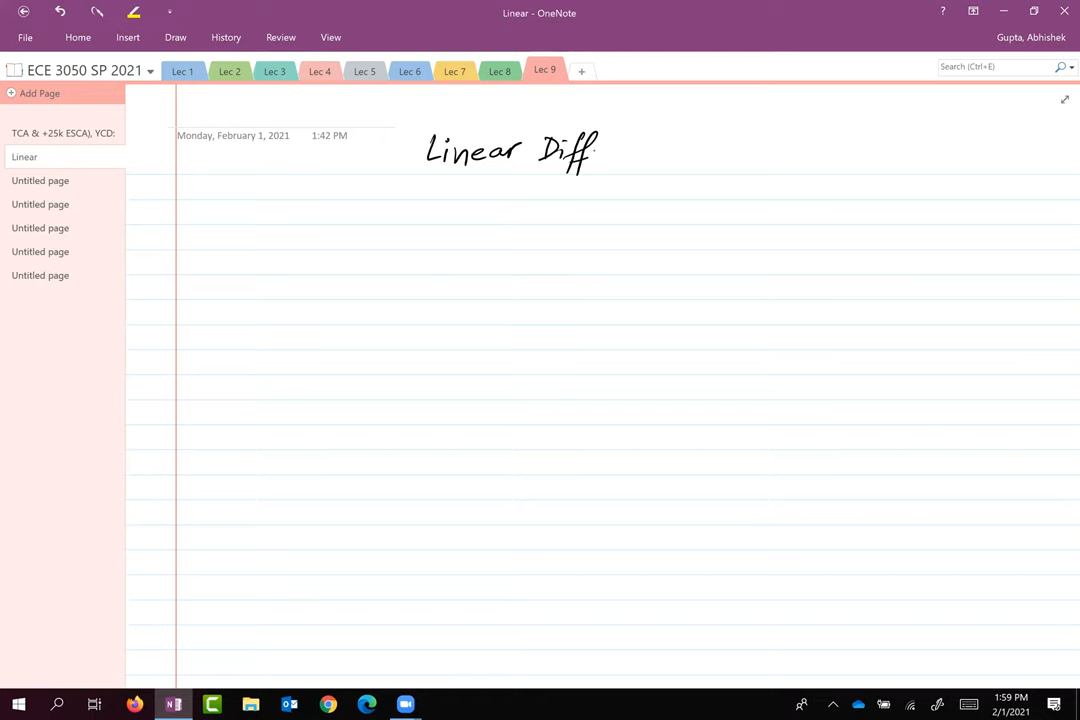 Linear - OneNote
?
File Home Insert Draw History Review View
Gupta, Abhishek
ECE 3050 SP 2021
Lec 1 Lec 2 Lec 3 Lec 4 Lec 5 Lec 6 Lec 7 Lec 8 Lec 9 +
Search (Ctrl+E)
Add Page
TCA & +25k ESCA), YCD:
Linear
Untitled page
Untitled page
Untitled page
Untitled page
Untitled page
Monday, February 1, 2021 1:42 PM
Linear Diff
1:59 PM
2/1/2021